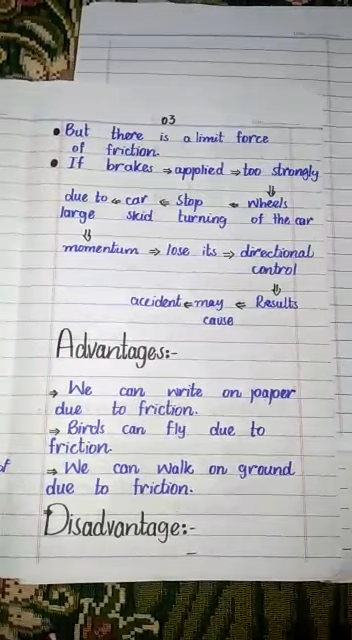 03
• But there is a limit force
of friction.
• If brakes ⇒ applied ⇒ too strongly
⇓
due to ⇐ car ⇐ stop ⇐ wheels
large skid turning of the car
⇓
momentum ⇒ lose its ⇒ directional
control
⇓
accident ⇐ may ⇐ Results
cause
Advantages:-
→ We can write on paper
due to friction.
→ Birds can fly due to
friction.
of
→ We can walk on ground
due to friction.
Disadvantage:-